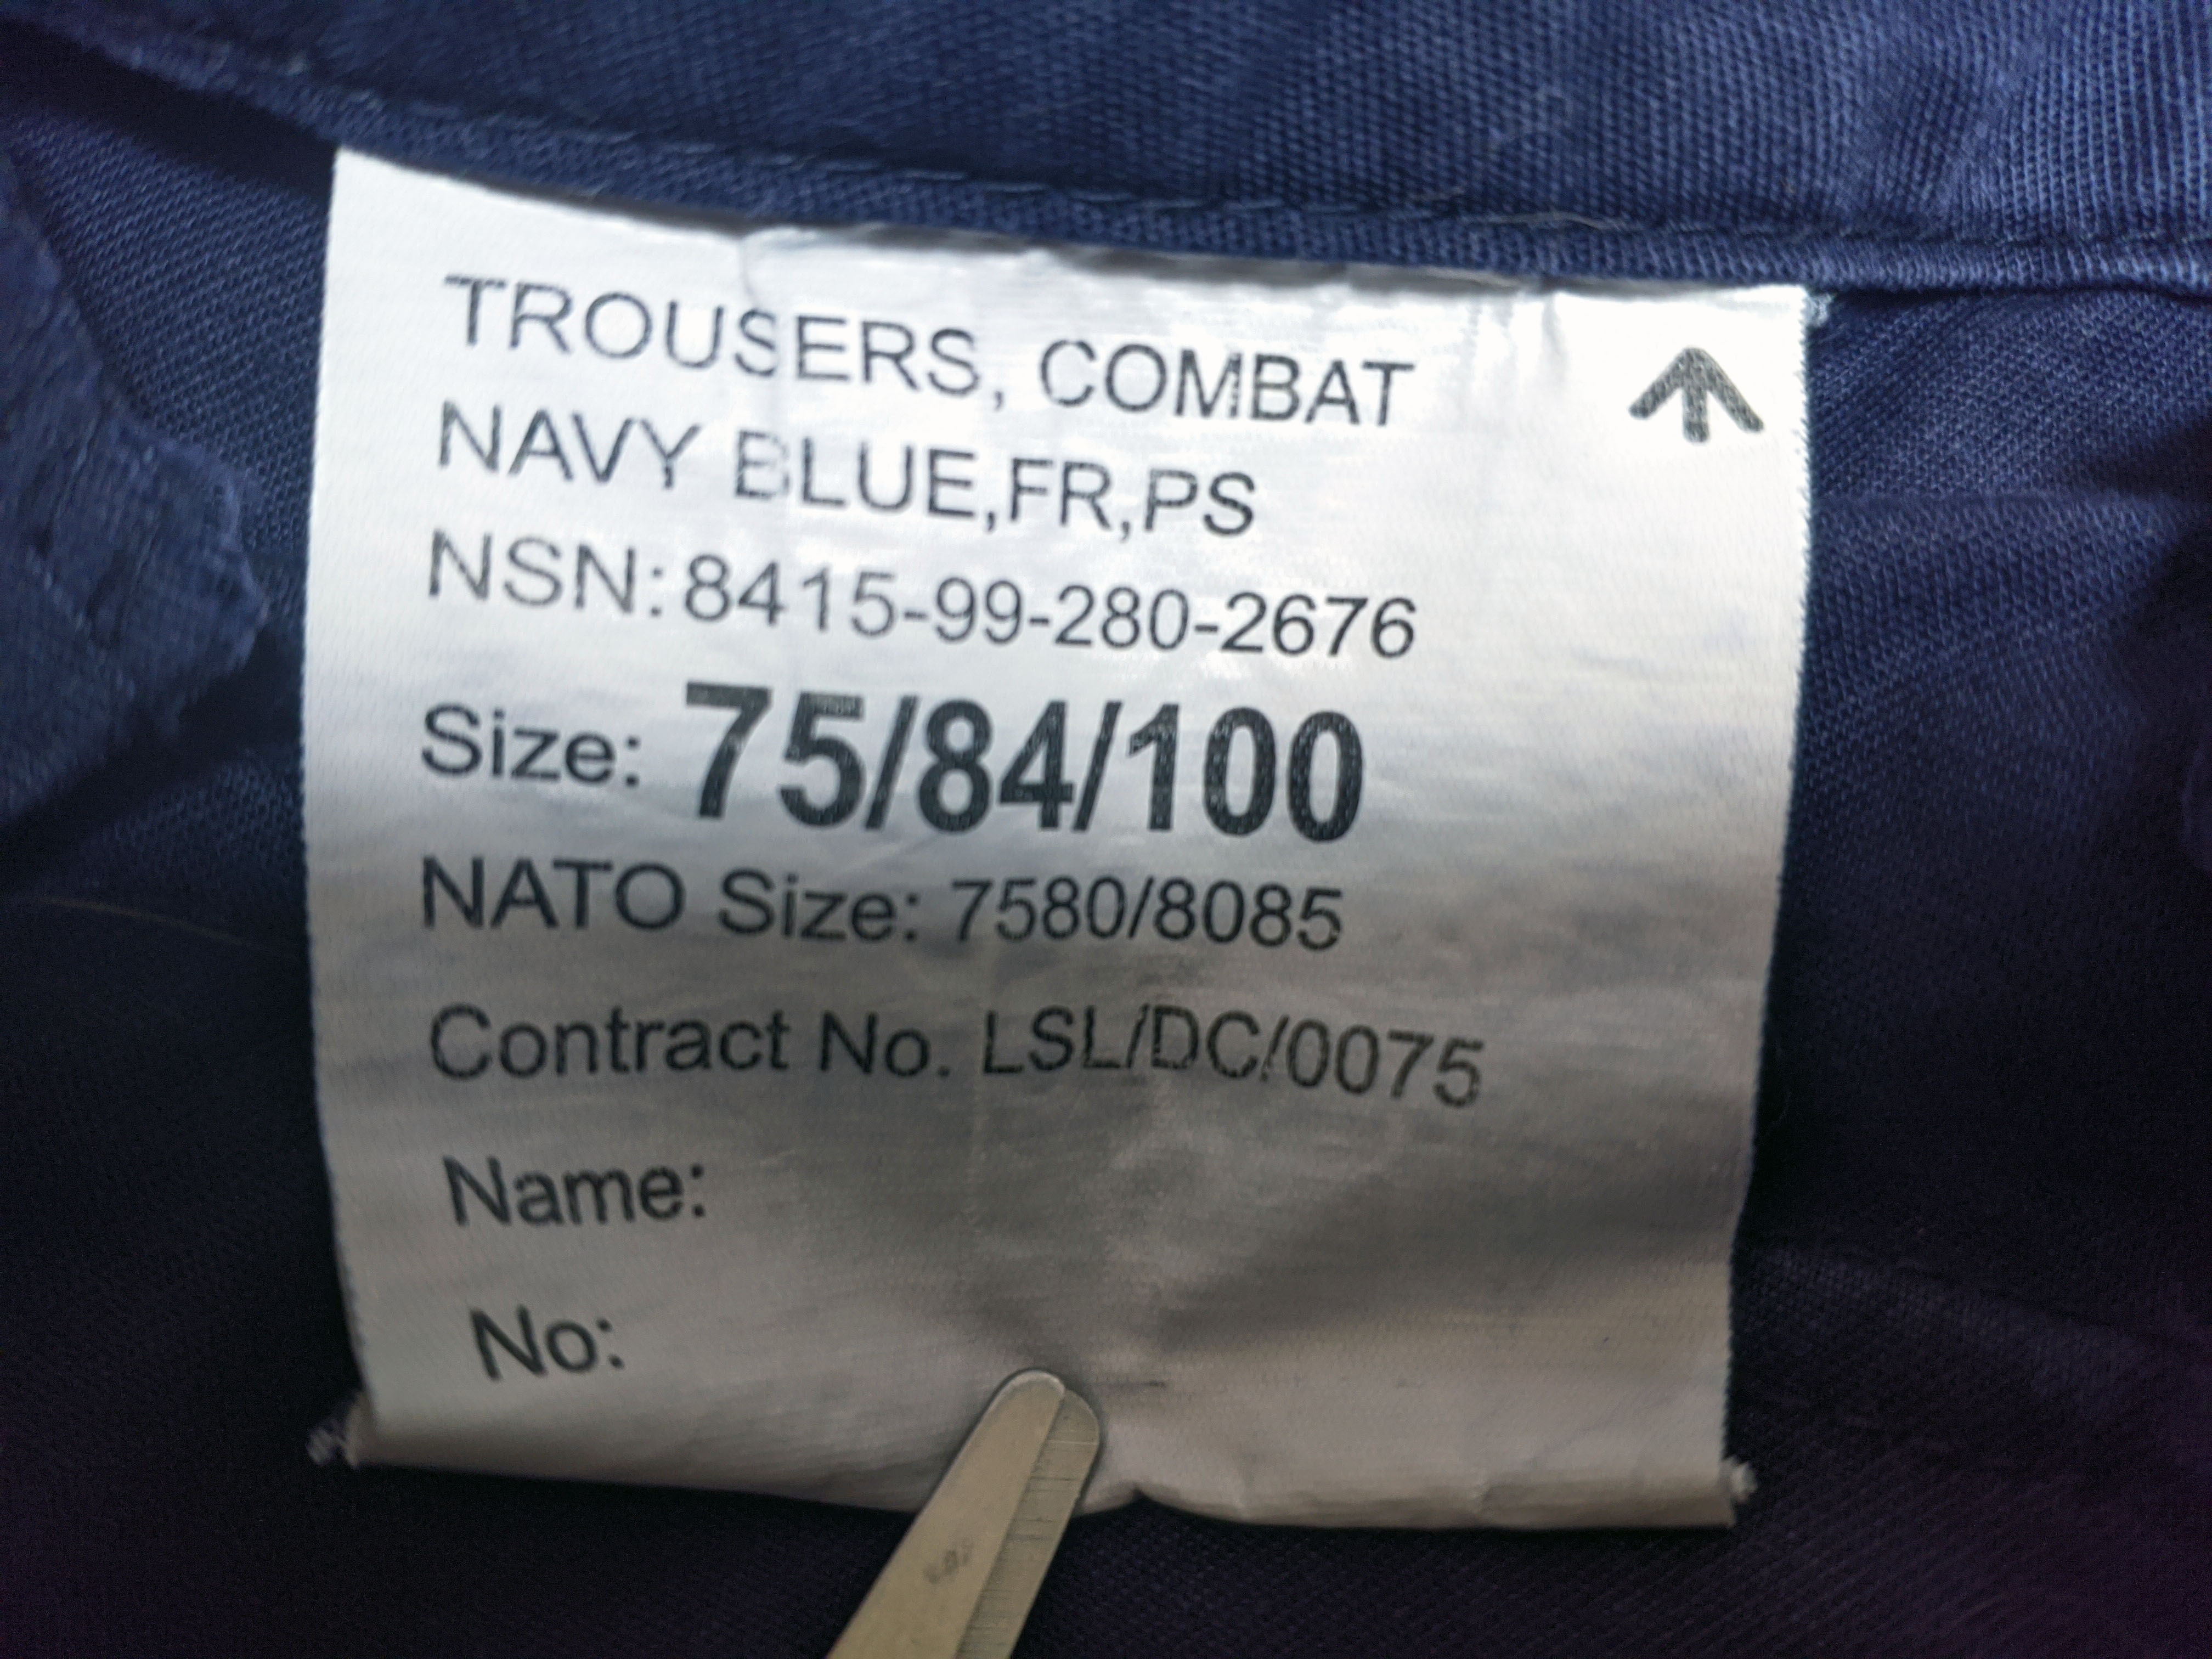 TROUSERS, COMBAT
NAVY BLUE,FR,PS
NSN: 8415-99-280-2676
Size: 75/84/100
NATO Size: 7580/8085
Contract No. LSL/DC/0075
Name:
No: